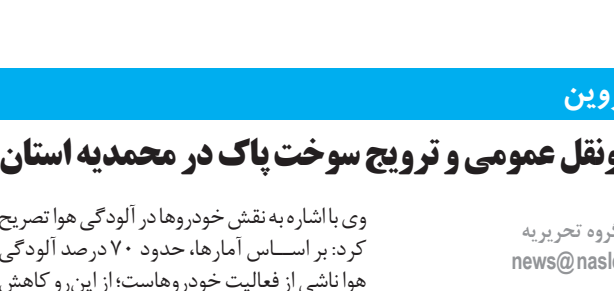 روین
ونقل عمومی و ترویج سوخت پاک در محمدیه استان
گروه تحریریه
news@nasl
وی با اشاره به نقش خودروها در آلودگی هوا تصریح
کرد: بر اساس آمارها، حدود ۷۰ درصد آلودگی
هوا ناشی از فعالیت خودروهاست؛ از این‌رو کاهش